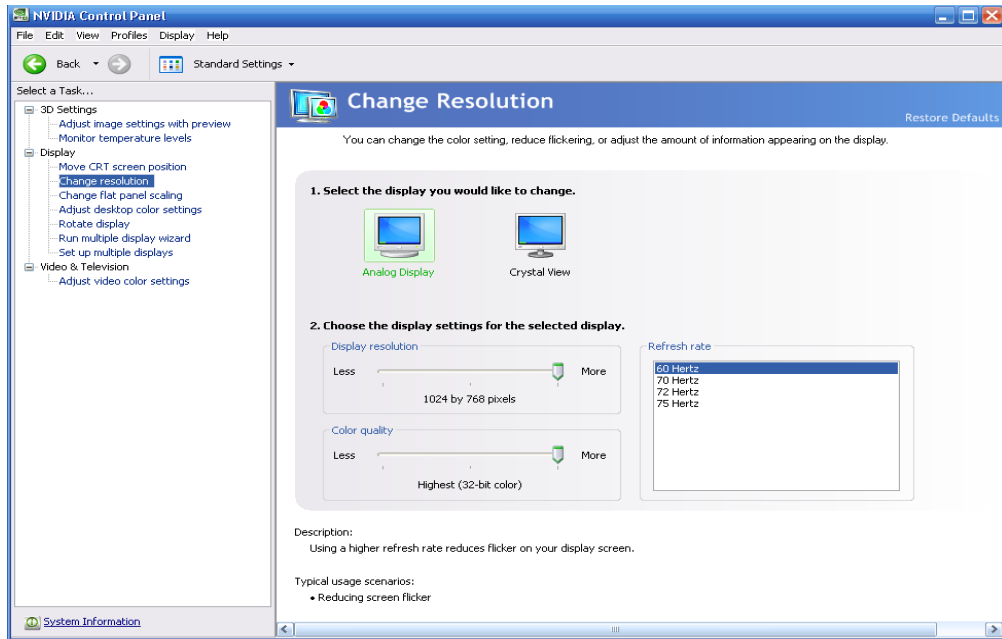 NVIDIA Control Panel
File Edit View Profiles Display Help
Back Standard Settings
Select a Task...
3D Settings
Adjust image settings with preview
Monitor temperature levels
Display
Move CRT screen position
Change resolution
Change flat panel scaling
Adjust desktop color settings
Rotate display
Run multiple display wizard
Set up multiple displays
Video & Television
Adjust video color settings
System Information
Change Resolution
Restore Defaults
You can change the color setting, reduce flickering, or adjust the amount of information appearing on the display.
1. Select the display you would like to change.
Analog Display Crystal View
2. Choose the display settings for the selected display.
Display resolution
Less More
1024 by 768 pixels
Color quality
Less More
Highest (32-bit color)
Refresh rate
60 Hertz
70 Hertz
72 Hertz
75 Hertz
Description:
Using a higher refresh rate reduces flicker on your display screen.
Typical usage scenarios:
• Reducing screen flicker